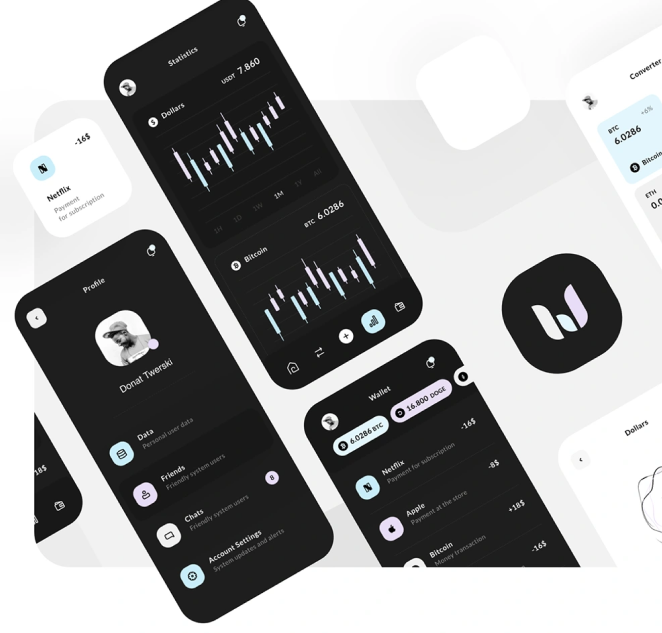 Statistics
Dollars
USDT 7.860
1H
1D
1W
1M
1Y
All
Bitcoin
BTC 6.0286
-16$
Netflix
Payment
for subscription
Profile
Donal Twerski
Data
Personal user data
Friends
Friendly system users
Chats
Friendly system users
8
Account Settings
System updates and alerts
18$
Wallet
6.0286 BTC
16.800 DOGE
Netflix
Payment for subscription
-16$
Apple
Payment at the store
-8$
Bitcoin
Money transaction
+18$
-16$
Converter
BTC
+6%
6.0286
Bitcoin
ETH
0.0
Dollars